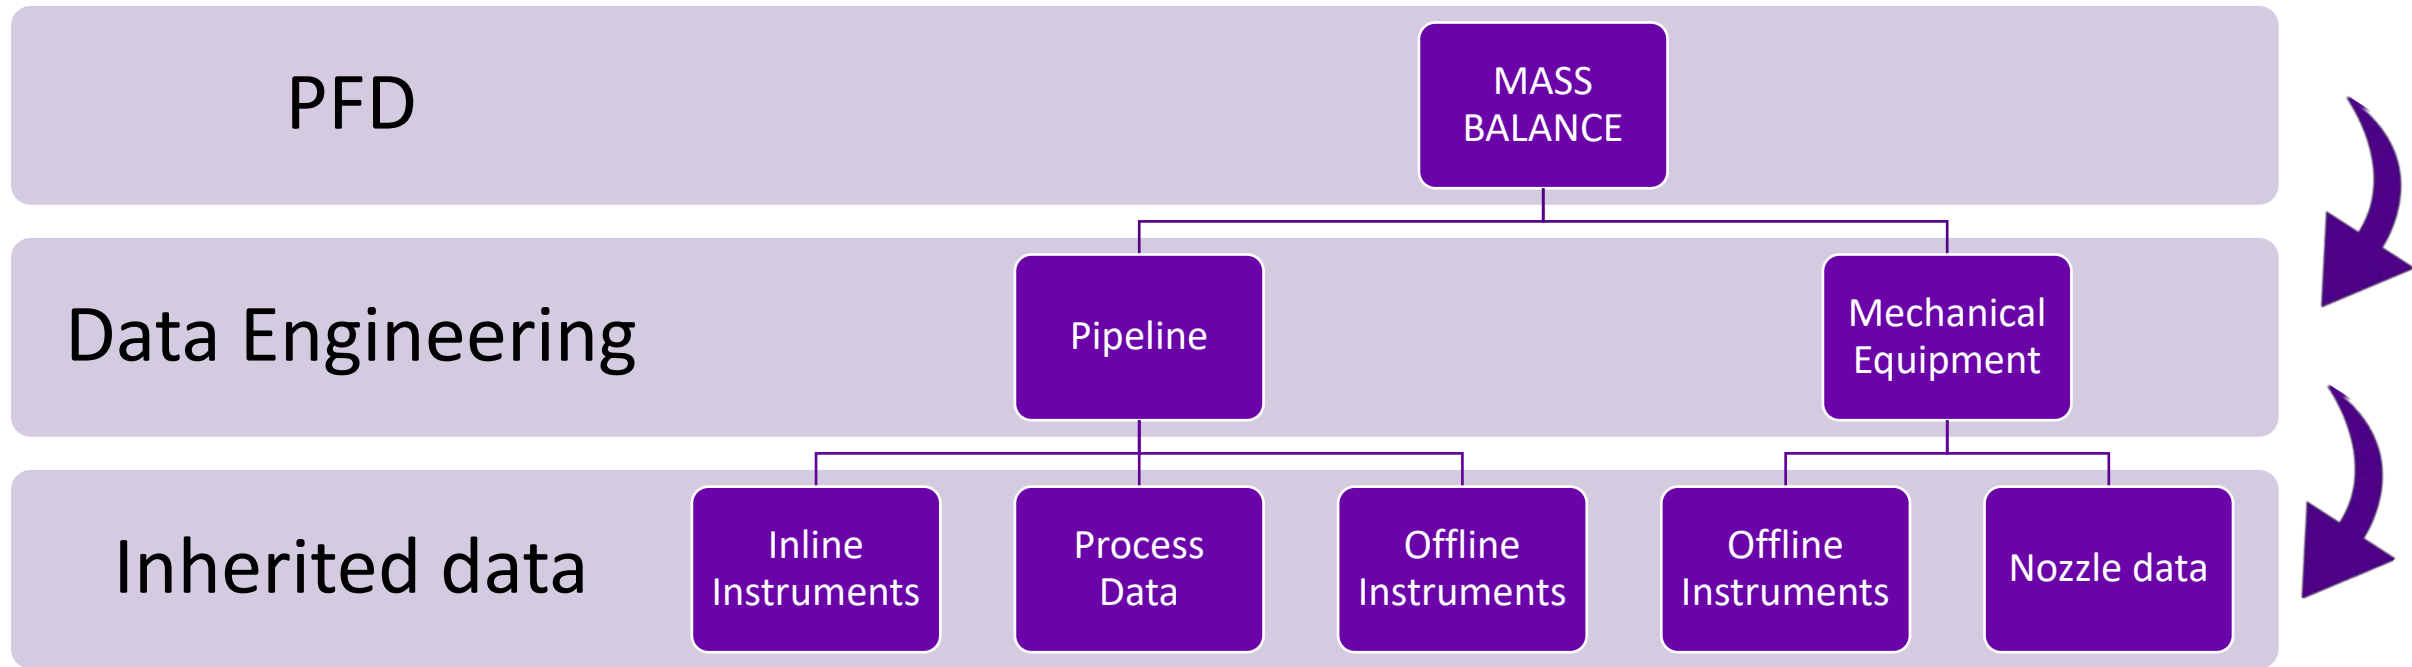 PFD
MASS
BALANCE
Data Engineering
Pipeline
Mechanical
Equipment
Inherited data
Inline
Instruments
Process
Data
Offline
Instruments
Offline
Instruments
Nozzle data